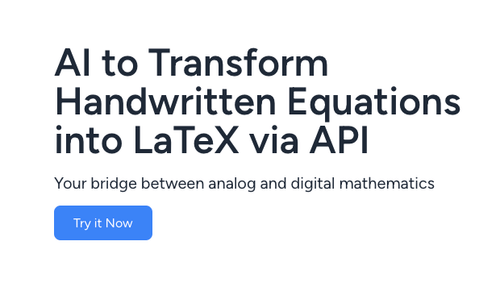 AI to Transform
Handwritten Equations
into LaTeX via API
Your bridge between analog and digital mathematics
Try it Now